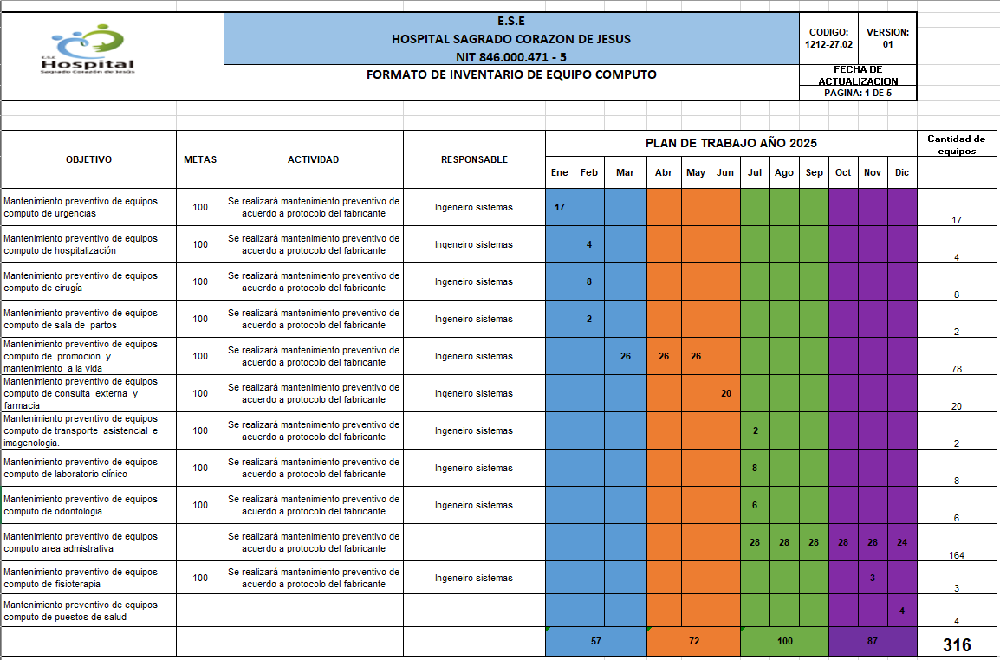 E.S.E
Hospital
Sagrado Corazón de Jesús
E.S.E
HOSPITAL SAGRADO CORAZON DE JESUS
NIT 846.000.471 - 5
FORMATO DE INVENTARIO DE EQUIPO COMPUTO
CODIGO:
1212-27.02
VERSION:
01
FECHA DE
ACTUALIZACION
PAGINA: 1 DE 5
OBJETIVO
METAS
ACTIVIDAD
RESPONSABLE
PLAN DE TRABAJO AÑO 2025
Cantidad de
equipos
Ene Feb Mar Abr May Jun Jul Ago Sep Oct Nov Dic
Mantenimiento preventivo de equipos
computo de urgencias
100
Se realizará mantenimiento preventivo de
acuerdo a protocolo del fabricante
Ingeneiro sistemas
17
17
Mantenimiento preventivo de equipos
computo de hospitalización
100
Se realizará mantenimiento preventivo de
acuerdo a protocolo del fabricante
Ingeneiro sistemas
4
4
Mantenimiento preventivo de equipos
computo de cirugía
100
Se realizará mantenimiento preventivo de
acuerdo a protocolo del fabricante
Ingeneiro sistemas
8
8
Mantenimiento preventivo de equipos
computo de sala de partos
100
Se realizará mantenimiento preventivo de
acuerdo a protocolo del fabricante
Ingeneiro sistemas
2
2
Mantenimiento preventivo de equipos
computo de promocion y
mantenimiento a la vida
100
Se realizará mantenimiento preventivo de
acuerdo a protocolo del fabricante
Ingeneiro sistemas
26 26 26
78
Mantenimiento preventivo de equipos
computo de consulta externa y
farmacia
100
Se realizará mantenimiento preventivo de
acuerdo a protocolo del fabricante
Ingeneiro sistemas
20
20
Mantenimiento preventivo de equipos
computo de transporte asistencial e
imagenologia.
100
Se realizará mantenimiento preventivo de
acuerdo a protocolo del fabricante
Ingeneiro sistemas
2
2
Mantenimiento preventivo de equipos
computo de laboratorio clínico
100
Se realizará mantenimiento preventivo de
acuerdo a protocolo del fabricante
Ingeneiro sistemas
8
8
Mantenimiento preventivo de equipos
computo de odontologia
100
Se realizará mantenimiento preventivo de
acuerdo a protocolo del fabricante
Ingeneiro sistemas
6
6
Mantenimiento preventivo de equipos
computo area admistrativa
Se realizará mantenimiento preventivo de
acuerdo a protocolo del fabricante
28 28 28 28 28 24
164
Mantenimiento preventivo de equipos
computo de fisioterapia
100
Se realizará mantenimiento preventivo de
acuerdo a protocolo del fabricante
Ingeneiro sistemas
3
3
Mantenimiento preventivo de equipos
computo de puestos de salud
4
4
57 72 100 87 316